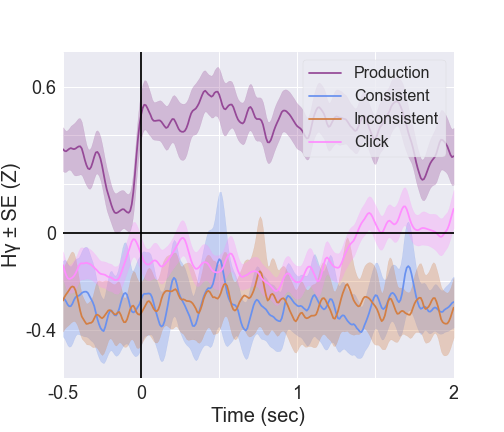 Production
Consistent
Inconsistent
Click
0.6
0
-0.4
Hγ ± SE (Z)
-0.5 0 1 2
Time (sec)